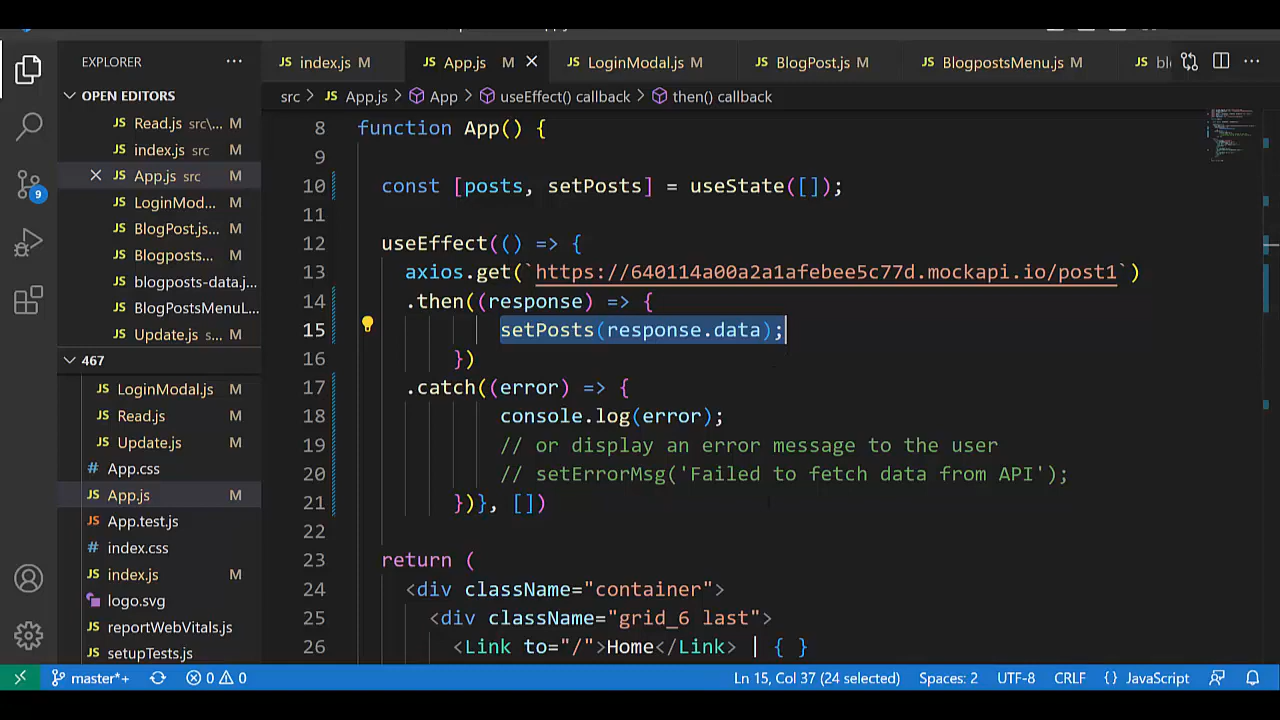 EXPLORER
OPEN EDITORS
Read.js src\... M
index.js src M
App.js src M
LoginMod... M
BlogPost.js... M
Blogposts... M
blogposts-data.j...
BlogPostsMenuL...
Update.js s... M
467
LoginModal.js M
Read.js M
Update.js M
App.css
App.js M
App.test.js
index.css
index.js M
logo.svg
reportWebVitals.js
setupTests.js
9
index.js M
App.js M
LoginModal.js M
BlogPost.js M
BlogpostsMenu.js M
blo
src > App.js > App > useEffect() callback > then() callback
8 function App() {
9
10 const [posts, setPosts] = useState([]);
11
12 useEffect(() => {
13 axios.get(`https://640114a00a2a1afebee5c77d.mockapi.io/post1`)
14 .then((response) => {
15 setPosts(response.data);
16 })
17 .catch((error) => {
18 console.log(error);
19 // or display an error message to the user
20 // setErrorMsg('Failed to fetch data from API');
21 })}, [])
22
23 return (
24 <div className="container">
25 <div className="grid_6 last">
26 <Link to="/">Home</Link> | { }
master*+ 0 0 Ln 15, Col 37 (24 selected) Spaces: 2 UTF-8 CRLF {} JavaScript